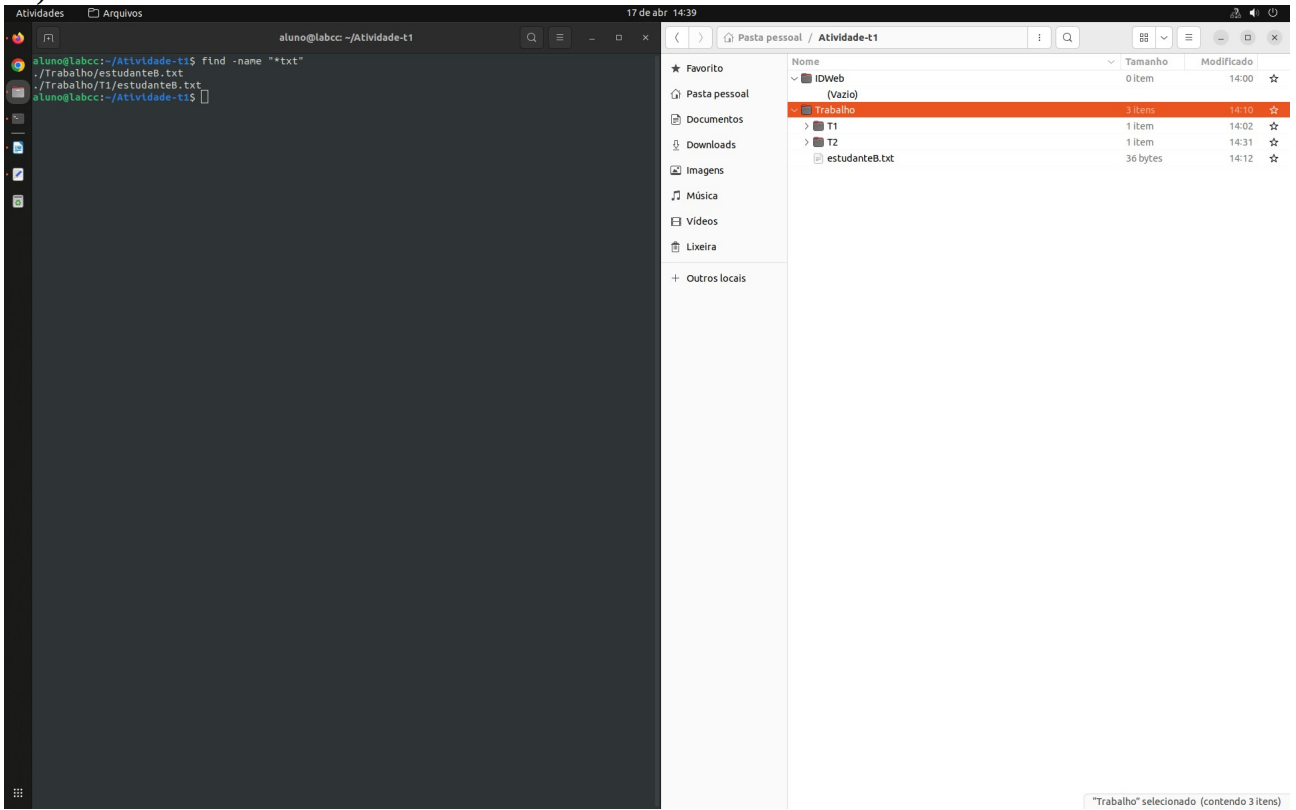 Atividades Arquivos 17 de abr 14:39
aluno@labcc: ~/Atividade-t1
aluno@labcc:~/Atividade-t1$ find -name "*txt"
./Trabalho/estudanteB.txt
./Trabalho/T1/estudanteB.txt
aluno@labcc:~/Atividade-t1$
Pasta pessoal / Atividade-t1
Favorito
Pasta pessoal
Documentos
Downloads
Imagens
Música
Vídeos
Lixeira
+ Outros locais
Nome Tamanho Modificado
IDWeb 0 item 14:00
(Vazio)
Trabalho 3 itens 14:10
T1 1 item 14:02
T2 1 item 14:31
estudanteB.txt 36 bytes 14:12
"Trabalho" selecionado (contendo 3 itens)